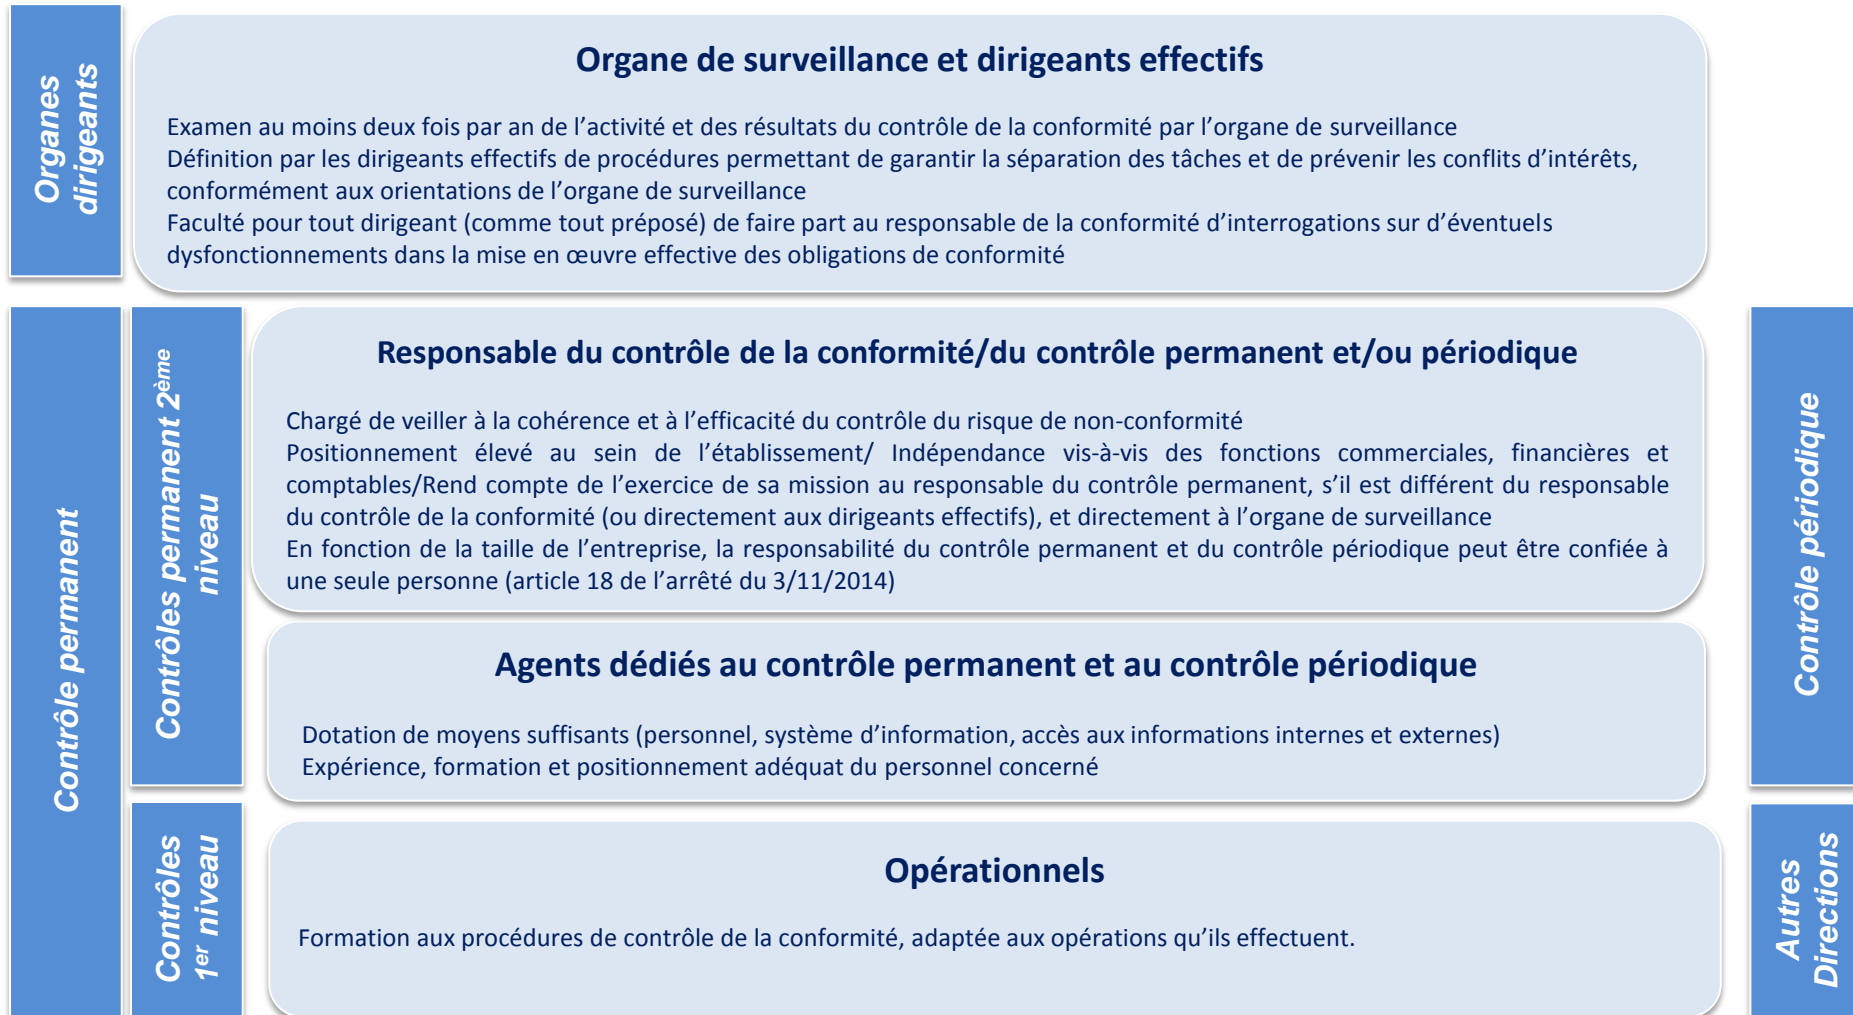 Organes
dirigeants
Organe de surveillance et dirigeants effectifs
Examen au moins deux fois par an de l’activité et des résultats du contrôle de la conformité par l’organe de surveillance
Définition par les dirigeants effectifs de procédures permettant de garantir la séparation des tâches et de prévenir les conflits d’intérêts,
conformément aux orientations de l’organe de surveillance
Faculté pour tout dirigeant (comme tout préposé) de faire part au responsable de la conformité d’interrogations sur d’éventuels
dysfonctionnements dans la mise en œuvre effective des obligations de conformité
Contrôle permanent
Contrôles permanent 2ème
niveau
Responsable du contrôle de la conformité/du contrôle permanent et/ou périodique
Chargé de veiller à la cohérence et à l’efficacité du contrôle du risque de non-conformité
Positionnement élevé au sein de l’établissement/ Indépendance vis-à-vis des fonctions commerciales, financières et
comptables/Rend compte de l’exercice de sa mission au responsable du contrôle permanent, s’il est différent du responsable
du contrôle de la conformité (ou directement aux dirigeants effectifs), et directement à l’organe de surveillance
En fonction de la taille de l’entreprise, la responsabilité du contrôle permanent et du contrôle périodique peut être confiée à
une seule personne (article 18 de l’arrêté du 3/11/2014)
Agents dédiés au contrôle permanent et au contrôle périodique
Dotation de moyens suffisants (personnel, système d’information, accès aux informations internes et externes)
Expérience, formation et positionnement adéquat du personnel concerné
Contrôle périodique
Contrôles
1er niveau
Opérationnels
Formation aux procédures de contrôle de la conformité, adaptée aux opérations qu’ils effectuent.
Autres
Directions